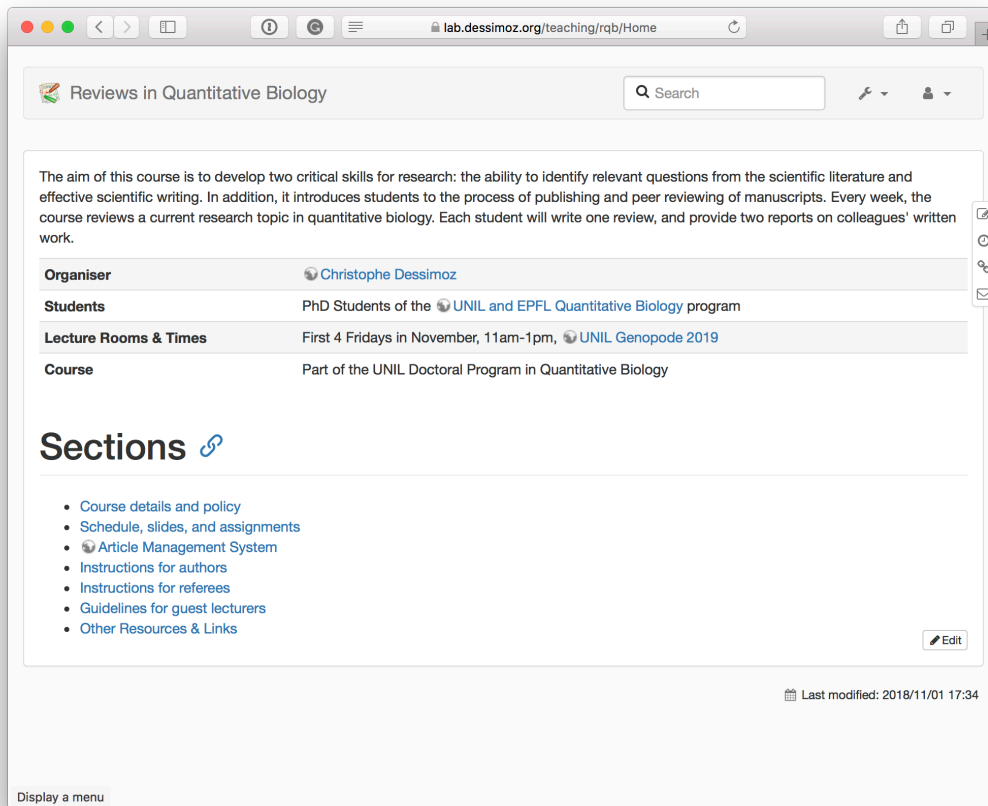 lab.dessimoz.org/teaching/rqb/Home
Reviews in Quantitative Biology
Search
The aim of this course is to develop two critical skills for research: the ability to identify relevant questions from the scientific literature and
effective scientific writing. In addition, it introduces students to the process of publishing and peer reviewing of manuscripts. Every week, the
course reviews a current research topic in quantitative biology. Each student will write one review, and provide two reports on colleagues' written
work.
Organiser Christophe Dessimoz
Students PhD Students of the UNIL and EPFL Quantitative Biology program
Lecture Rooms & Times First 4 Fridays in November, 11am-1pm, UNIL Genopode 2019
Course Part of the UNIL Doctoral Program in Quantitative Biology
Sections
Course details and policy
Schedule, slides, and assignments
Article Management System
Instructions for authors
Instructions for referees
Guidelines for guest lecturers
Other Resources & Links
Edit
Last modified: 2018/11/01 17:34
Display a menu